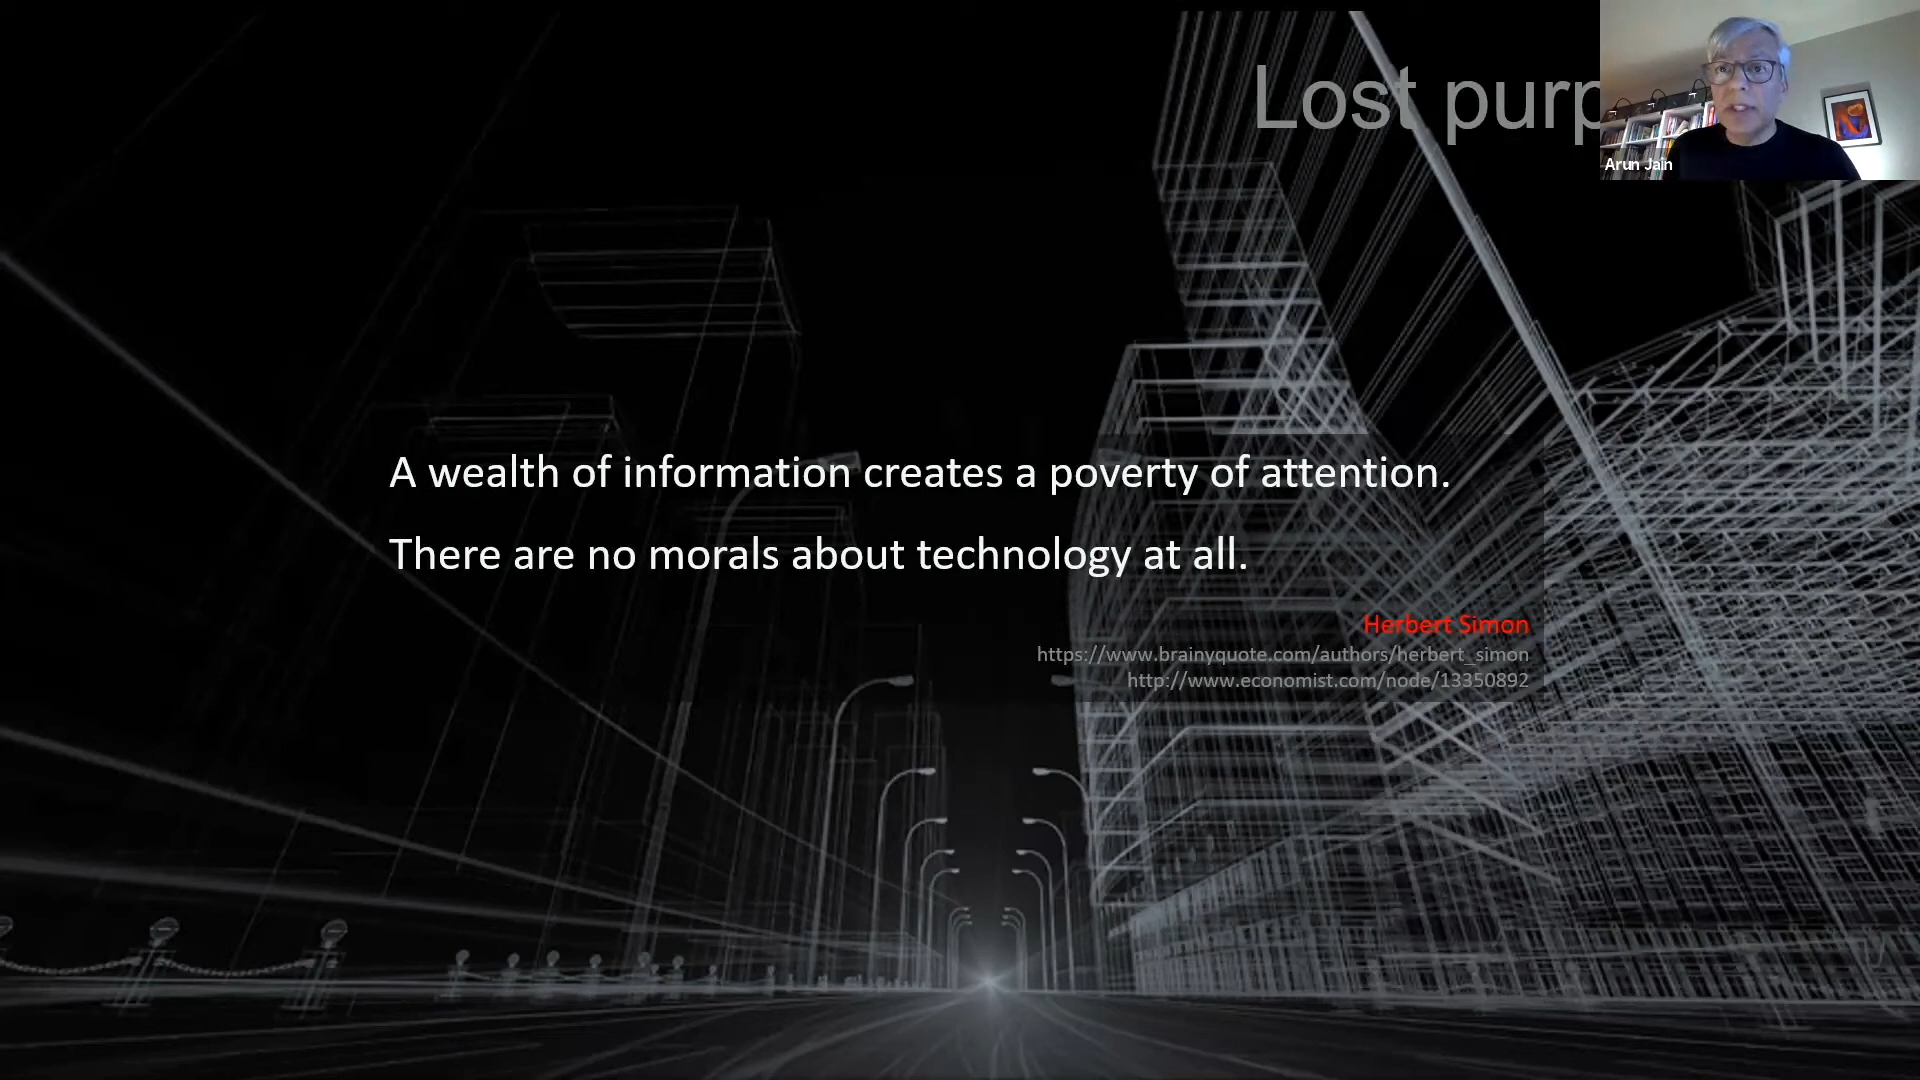 Lost purp
Arun Jain
A wealth of information creates a poverty of attention.
There are no morals about technology at all.
Herbert Simon
https://www.brainyquote.com/authors/herbert_simon
http://www.economist.com/node/13350892